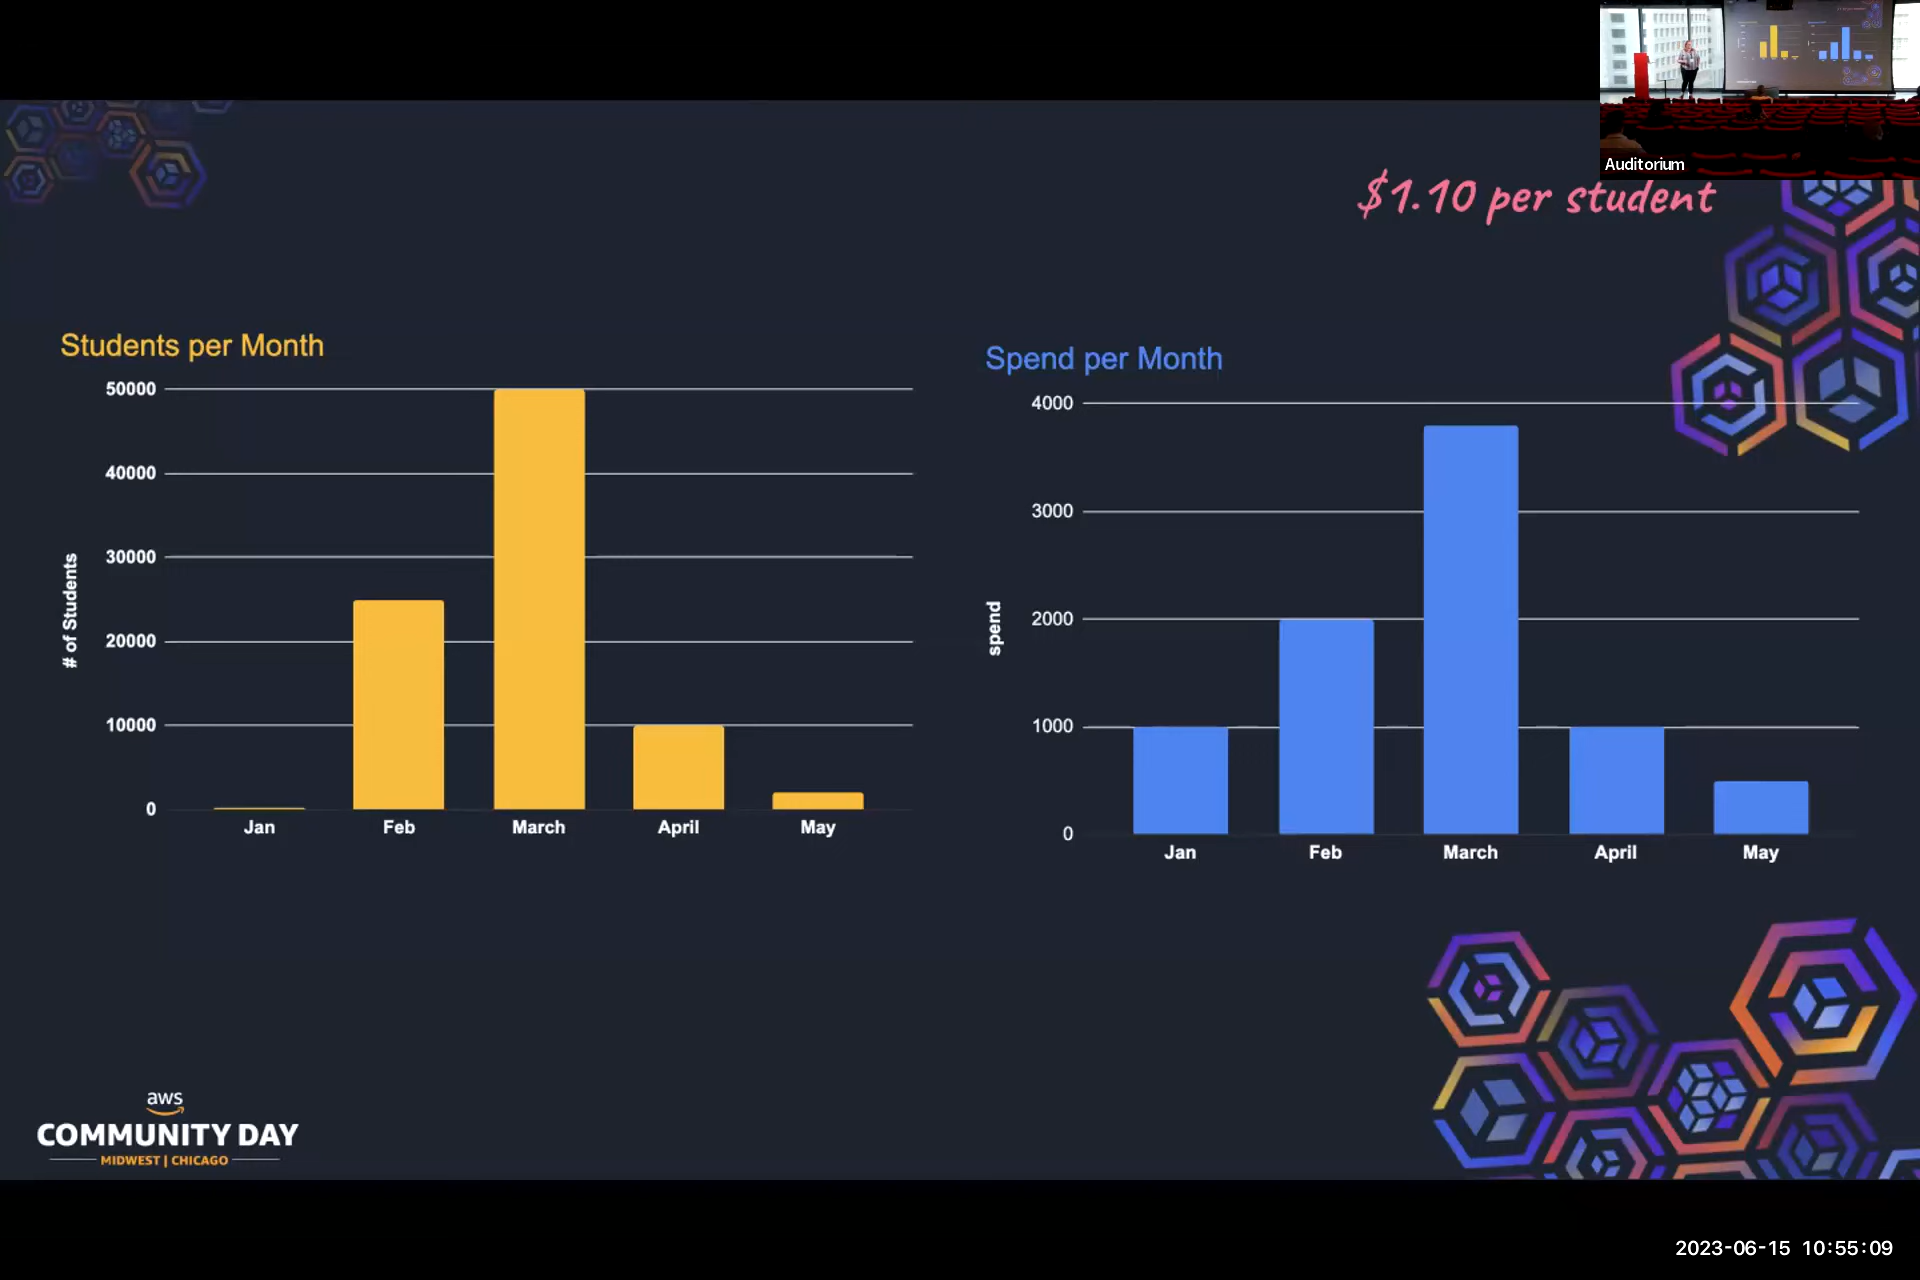 Auditorium
$1.10 per student
Students per Month
50000
40000
30000
20000
10000
0
# of Students
Jan Feb March April May
Spend per Month
4000
3000
2000
1000
0
spend
Jan Feb March April May
aws
COMMUNITY DAY
MIDWEST | CHICAGO
2023-06-15 10:55:09